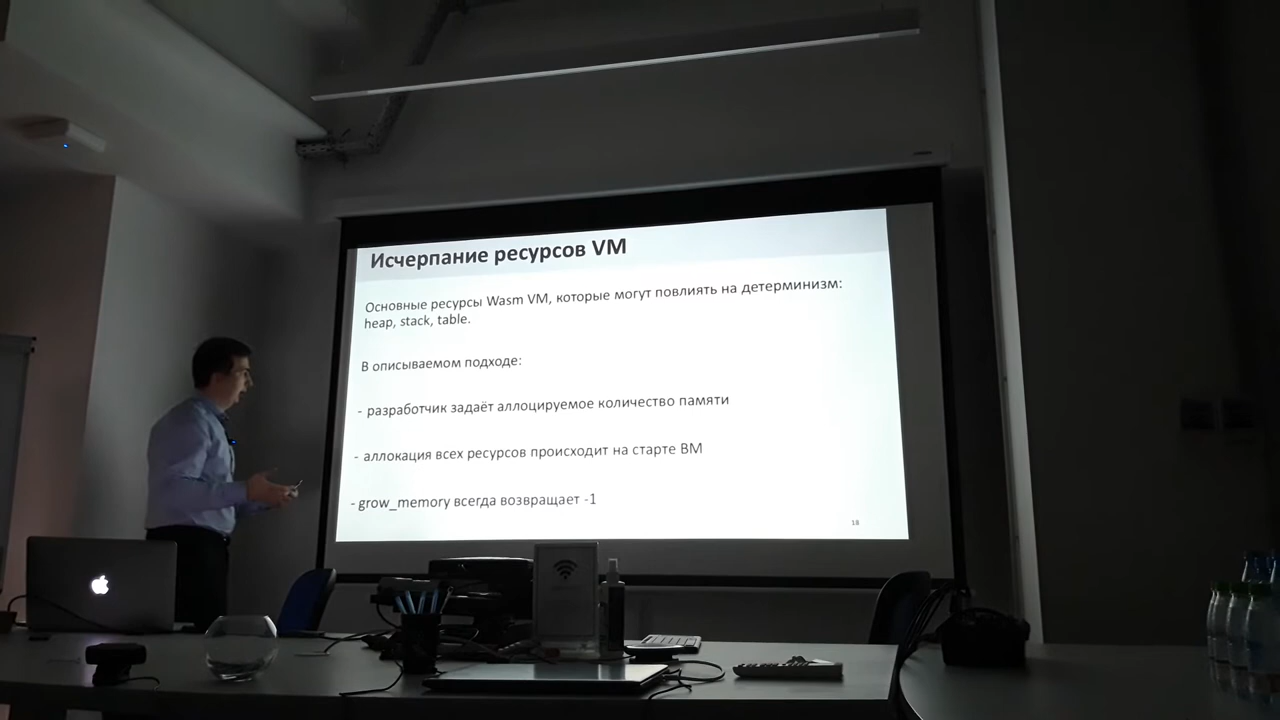 Исчерпание ресурсов VM
Основные ресурсы Wasm VM, которые могут повлиять на детерминизм:
heap, stack, table.
В описываемом подходе:
- разработчик задаёт аллоцируемое количество памяти
- аллокация всех ресурсов происходит на старте ВМ
- grow_memory всегда возвращает -1
18